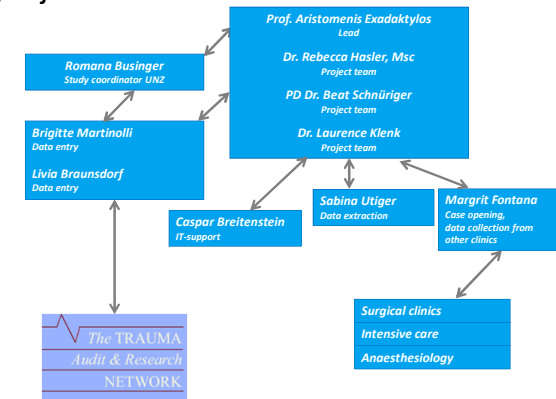 Prof. Aristomenis Exadaktylos
Lead
Dr. Rebecca Hasler, Msc
Project team
PD Dr. Beat Schnüriger
Project team
Dr. Laurence Klenk
Project team
Romana Businger
Study coordinator UNZ
Brigitte Martinolli
Data entry
Livia Braunsdorf
Data entry
Caspar Breitenstein
IT-support
Sabina Utiger
Data extraction
Margrit Fontana
Case opening,
data collection from
other clinics
Surgical clinics
Intensive care
Anaesthesiology
The TRAUMA
Audit & Research
NETWORK